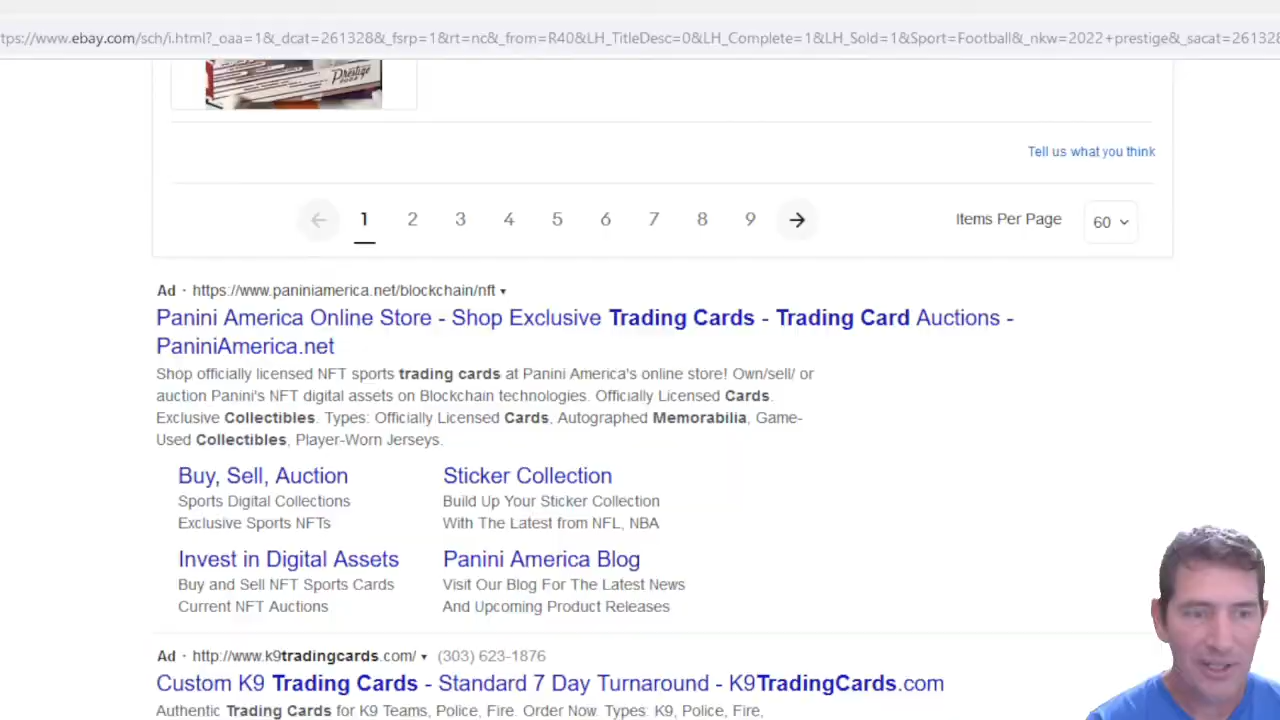 ttps://www.ebay.com/sch/i.html?_oaa=1&_dcat=261328&_fsrp=1&rt=nc&_from=R40&LH_TitleDesc=0&LH_Complete=1&LH_Sold=1&Sport=Football&_nkw=2022+prestige&_sacat=261328
Prestige
Tell us what you think
1 2 3 4 5 6 7 8 9 Items Per Page 60
Ad · https://www.paniniamerica.net/blockchain/nft
Panini America Online Store - Shop Exclusive Trading Cards - Trading Card Auctions -
PaniniAmerica.net
Shop officially licensed NFT sports trading cards at Panini America's online store! Own/sell/ or
auction Panini's NFT digital assets on Blockchain technologies. Officially Licensed Cards.
Exclusive Collectibles. Types: Officially Licensed Cards, Autographed Memorabilia, Game-
Used Collectibles, Player-Worn Jerseys.
Buy, Sell, Auction
Sports Digital Collections
Exclusive Sports NFTs
Sticker Collection
Build Up Your Sticker Collection
With The Latest from NFL, NBA
Invest in Digital Assets
Buy and Sell NFT Sports Cards
Current NFT Auctions
Panini America Blog
Visit Our Blog For The Latest News
And Upcoming Product Releases
Ad · http://www.k9tradingcards.com/ (303) 623-1876
Custom K9 Trading Cards - Standard 7 Day Turnaround - K9TradingCards.com
Authentic Trading Cards for K9 Teams, Police, Fire. Order Now. Types: K9, Police, Fire,